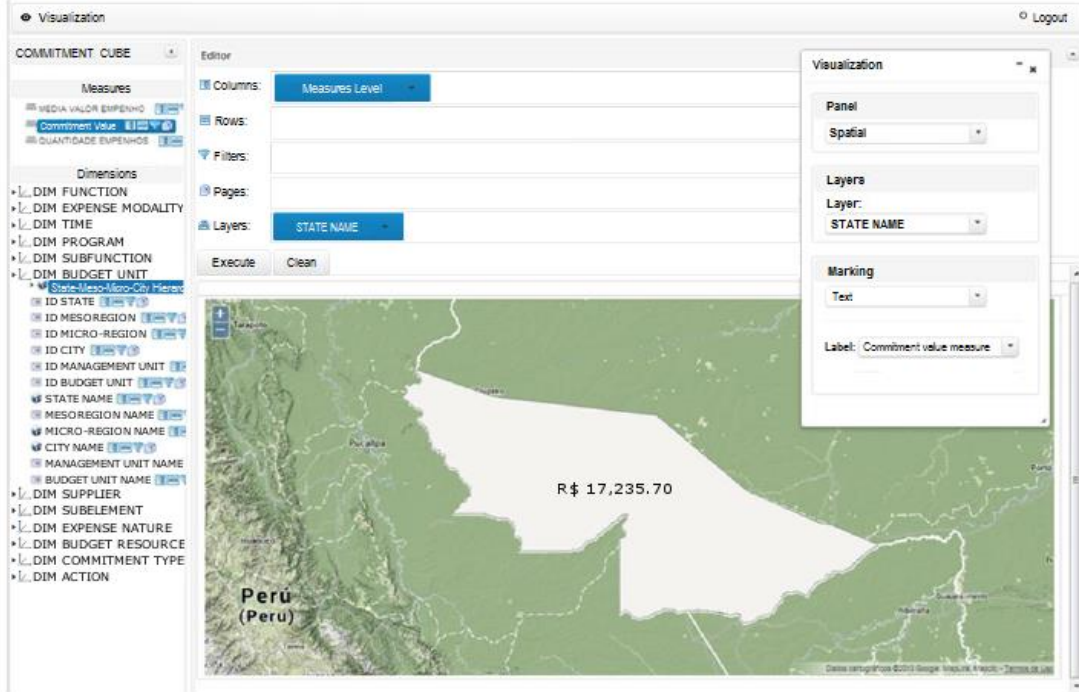 Visualization
Logout
COMMITMENT CUBE
Measures
MEDIA VALOR EMPENHO
Commitment Value
QUANTIDADE EMPENHOS
Dimensions
DIM FUNCTION
DIM EXPENSE MODALITY
DIM TIME
DIM PROGRAM
DIM SUBFUNCTION
DIM BUDGET UNIT
State-Meso-Micro-City Hierarc
ID STATE
ID MESOREGION
ID MICRO-REGION
ID CITY
ID MANAGEMENT UNIT
ID BUDGET UNIT
STATE NAME
MESOREGION NAME
MICRO-REGION NAME
CITY NAME
MANAGEMENT UNIT NAME
BUDGET UNIT NAME
DIM SUPPLIER
DIM SUBELEMENT
DIM EXPENSE NATURE
DIM BUDGET RESOURCE
DIM COMMITMENT TYPE
DIM ACTION
Editor
Columns:
Measures Level
Rows:
Filters:
Pages:
Layers:
STATE NAME
Execute
Clean
Visualization
Panel
Spatial
Layers
Layer:
STATE NAME
Marking
Text
Label:
Commitment value measure
Tarapoto
Pucallpa
R$ 17,235.70
Perú
(Peru)
Porto
Termos de Uso